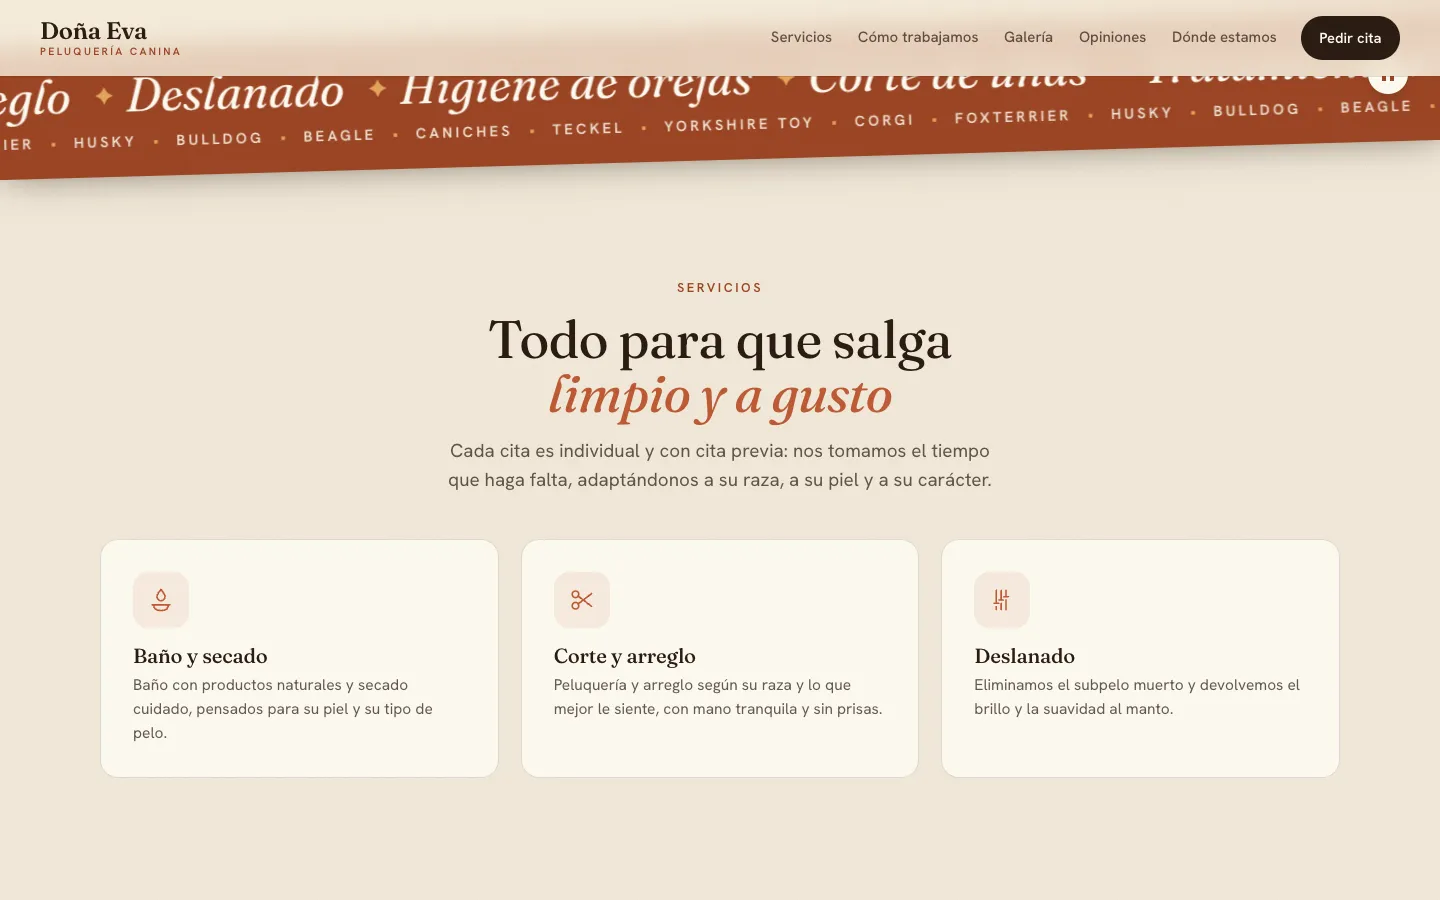 Doña Eva
PELUQUERÍA CANINA
Servicios
Cómo trabajamos
Galería
Opiniones
Dónde estamos
Pedir cita
eglo ✦ Deslanado ✦ Higiene de orejas ✦ Corte de uñas
IER • HUSKY • BULLDOG • BEAGLE • CANICHES • TECKEL • YORKSHIRE TOY • CORGI • FOXTERRIER • HUSKY • BULLDOG • BEAGLE •
SERVICIOS
Todo para que salga
limpio y a gusto
Cada cita es individual y con cita previa: nos tomamos el tiempo
que haga falta, adaptándonos a su raza, a su piel y a su carácter.
Baño y secado
Baño con productos naturales y secado
cuidado, pensados para su piel y su tipo de
pelo.
Corte y arreglo
Peluquería y arreglo según su raza y lo que
mejor le siente, con mano tranquila y sin prisas.
Deslanado
Eliminamos el subpelo muerto y devolvemos el
brillo y la suavidad al manto.